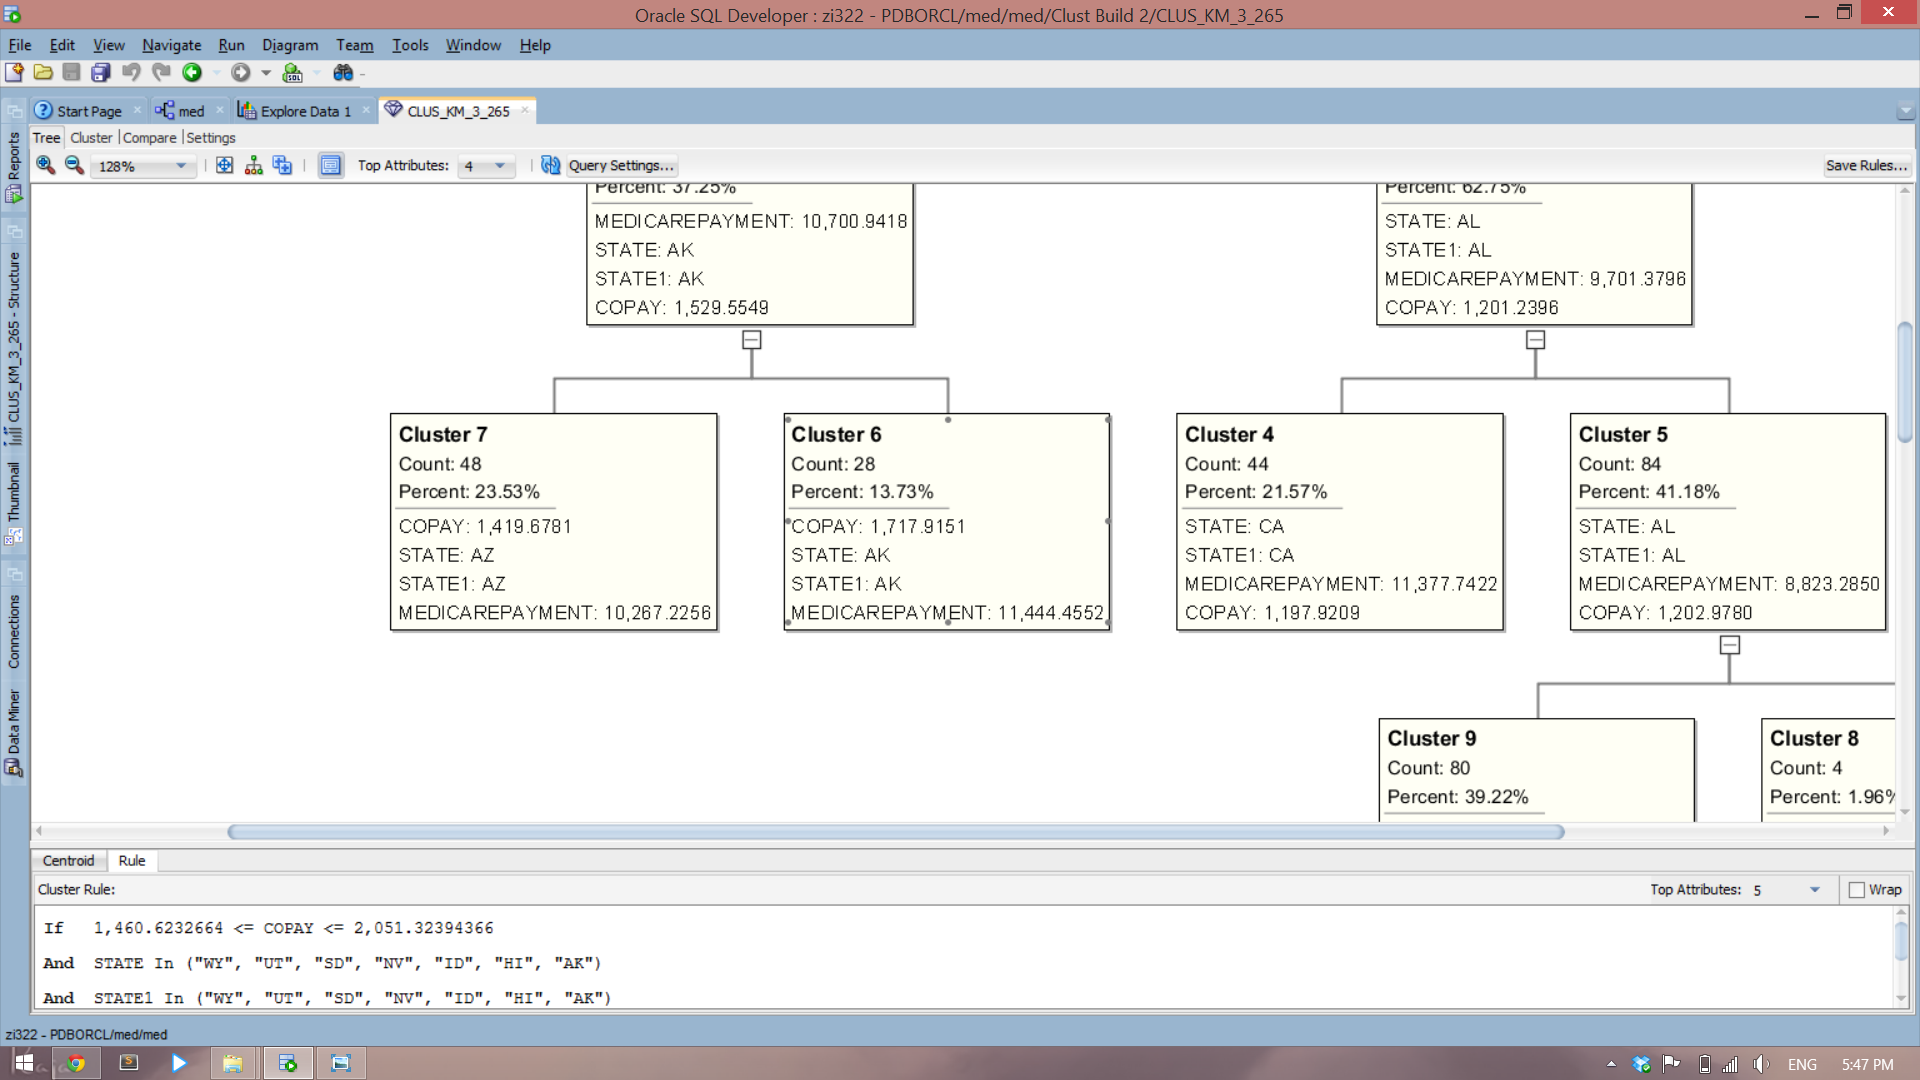 Oracle SQL Developer : zi322 - PDBORCL/med/med/Clust Build 2/CLUS_KM_3_265
File Edit View Navigate Run Diagram Team Tools Window Help
Start Page med Explore Data 1 CLUS_KM_3_265
Tree Cluster Compare Settings
128% Top Attributes: 4 Query Settings... Save Rules...
Reports
CLUS_KM_3_265 - Structure
Thumbnail
Connections
Data Miner
Percent: 37.25%
MEDICAREPAYMENT: 10,700.9418
STATE: AK
STATE1: AK
COPAY: 1,529.5549
Percent: 62.75%
STATE: AL
STATE1: AL
MEDICAREPAYMENT: 9,701.3796
COPAY: 1,201.2396
Cluster 7
Count: 48
Percent: 23.53%
COPAY: 1,419.6781
STATE: AZ
STATE1: AZ
MEDICAREPAYMENT: 10,267.2256
Cluster 6
Count: 28
Percent: 13.73%
COPAY: 1,717.9151
STATE: AK
STATE1: AK
MEDICAREPAYMENT: 11,444.4552
Cluster 4
Count: 44
Percent: 21.57%
STATE: CA
STATE1: CA
MEDICAREPAYMENT: 11,377.7422
COPAY: 1,197.9209
Cluster 5
Count: 84
Percent: 41.18%
STATE: AL
STATE1: AL
MEDICAREPAYMENT: 8,823.2850
COPAY: 1,202.9780
Cluster 9
Count: 80
Percent: 39.22%
Cluster 8
Count: 4
Percent: 1.96%
Centroid Rule
Cluster Rule: Top Attributes: 5 Wrap
If 1,460.6232664 <= COPAY <= 2,051.32394366
And STATE In ("WY", "UT", "SD", "NV", "ID", "HI", "AK")
And STATE1 In ("WY", "UT", "SD", "NV", "ID", "HI", "AK")
zi322 - PDBORCL/med/med
ENG 5:47 PM